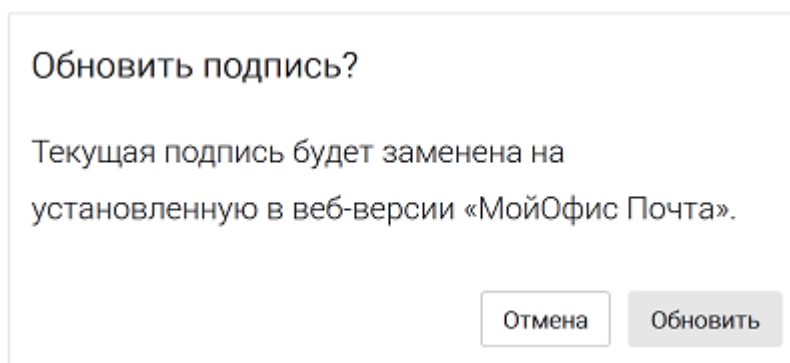 Обновить подпись?
Текущая подпись будет заменена на
установленную в веб-версии «МойОфис Почта».
Отмена
Обновить